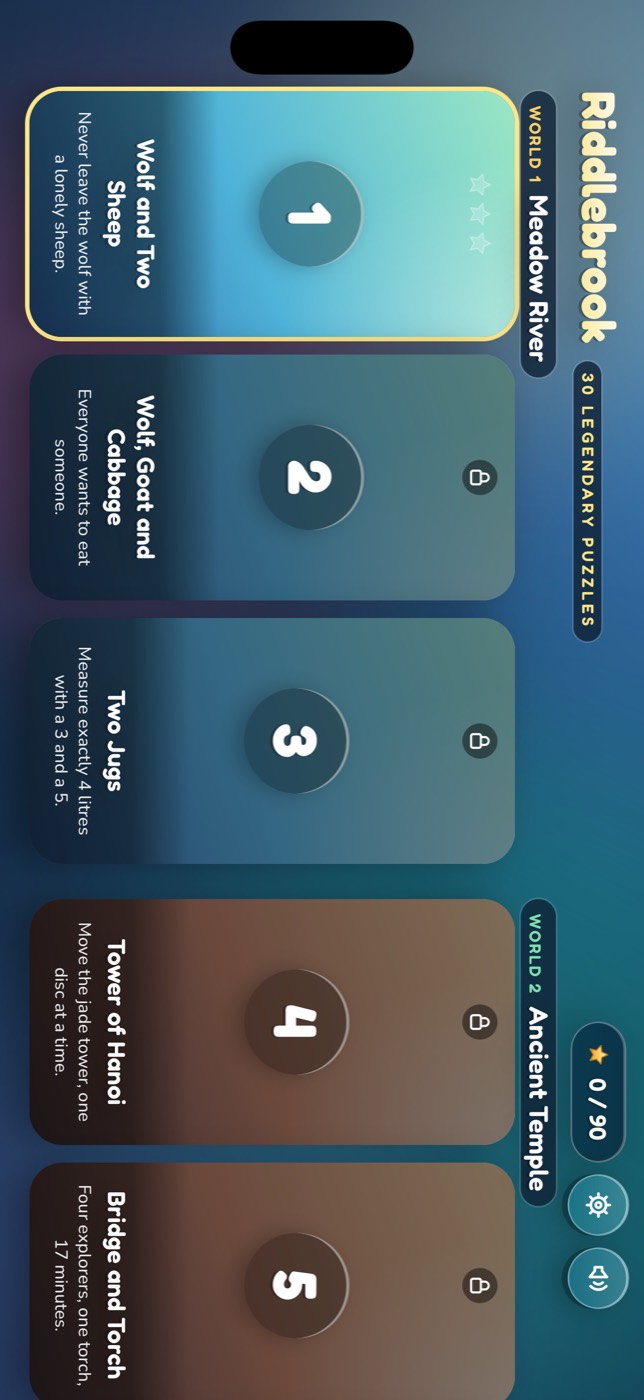 Riddlebrook
30 LEGENDARY PUZZLES
0 / 90
WORLD 1 Meadow River
1
Wolf and Two
Sheep
Never leave the wolf with
a lonely sheep.
2
Wolf, Goat and
Cabbage
Everyone wants to eat
someone.
3
Two Jugs
Measure exactly 4 litres
with a 3 and a 5.
WORLD 2 Ancient Temple
4
Tower of Hanoi
Move the jade tower, one
disc at a time.
5
Bridge and Torch
Four explorers, one torch,
17 minutes.